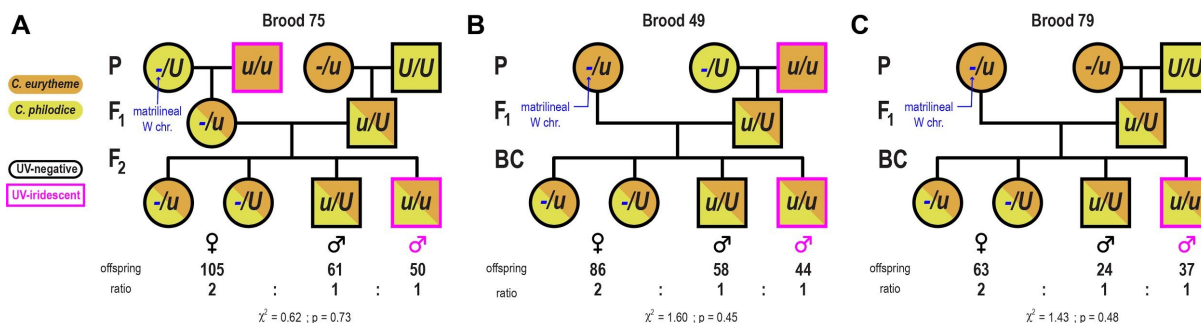 A
Brood 75
B
Brood 49
C
Brood 79
C. eurytheme
C. philodice
UV-negative
UV-iridescent
P
-/U
u/u
-/u
U/U
matrilineal
W chr.
F1
-/u
u/U
F2
-/u
-/U
u/U
u/u
♀
♂
♂
offspring
105
61
50
ratio
2 : 1 : 1
χ2 = 0.62 ; p = 0.73
P
-/u
-/U
u/u
matrilineal
W chr.
F1
u/U
BC
-/u
-/U
u/U
u/u
♀
♂
♂
offspring
86
58
44
ratio
2 : 1 : 1
χ2 = 1.60 ; p = 0.45
P
-/u
-/u
U/U
matrilineal
W chr.
F1
u/U
BC
-/u
-/U
u/U
u/u
♀
♂
♂
offspring
63
24
37
ratio
2 : 1 : 1
χ2 = 1.43 ; p = 0.48